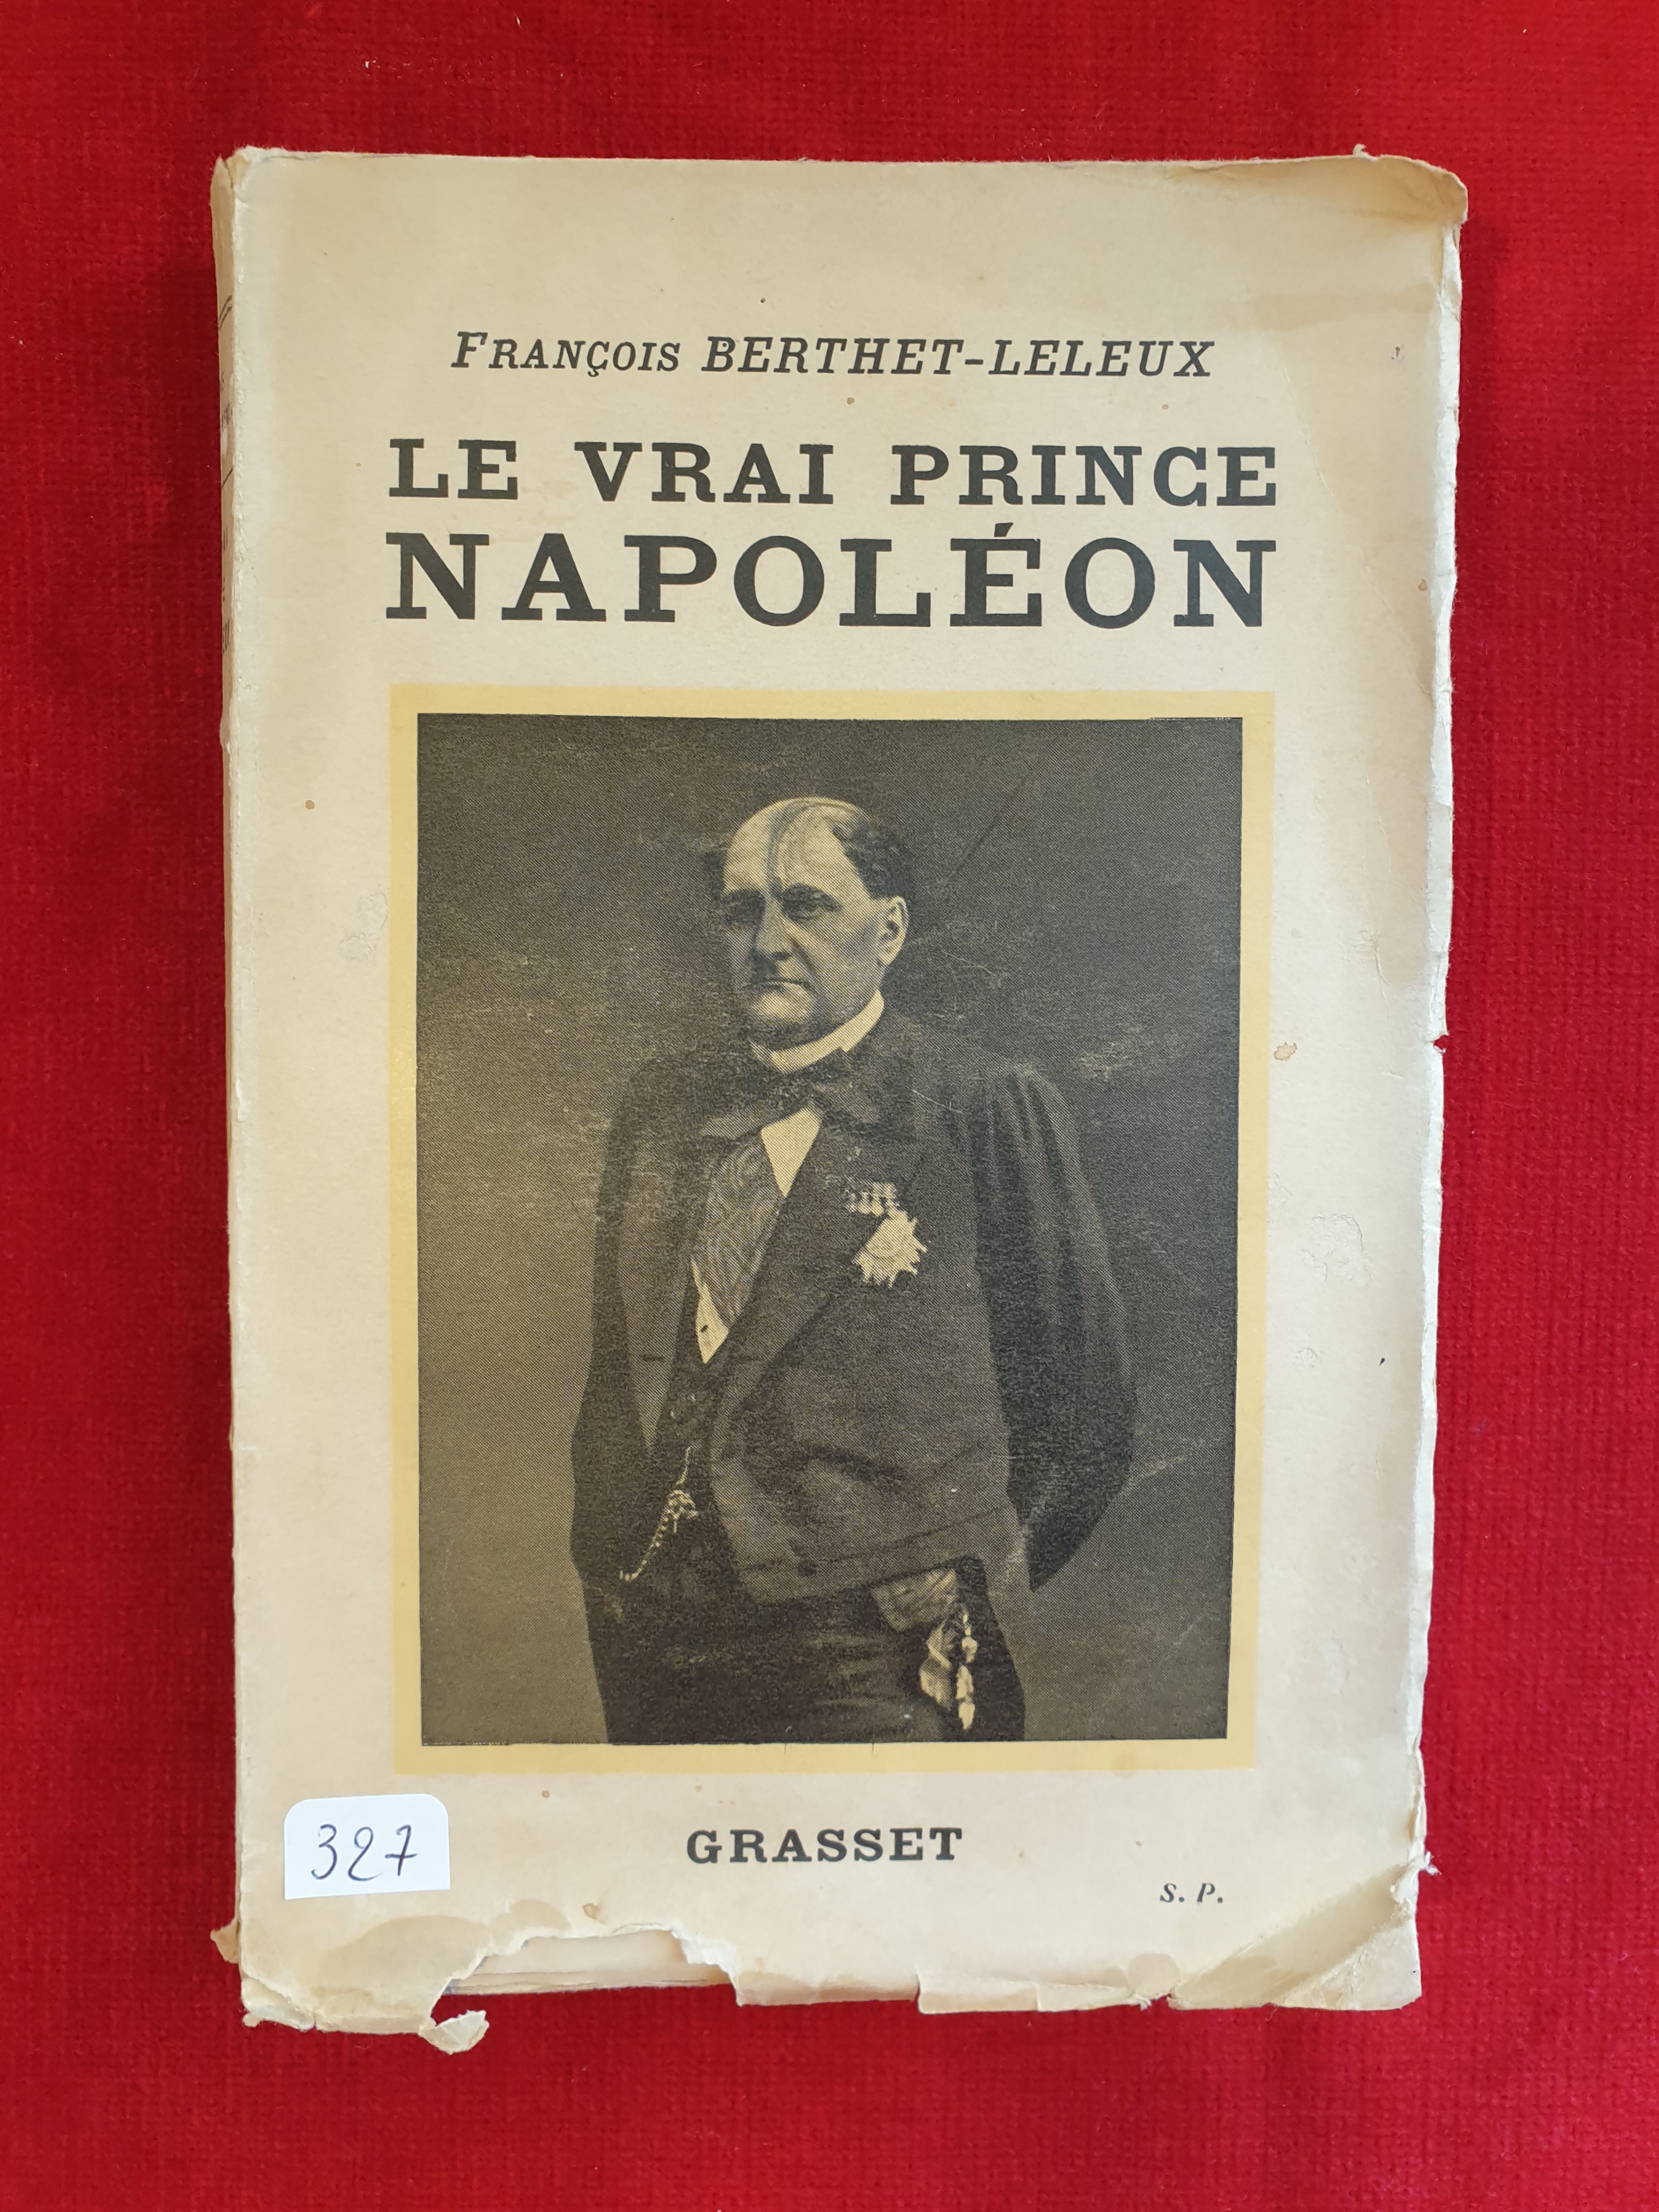 FRANÇOIS BERTHET-LELEUX
LE VRAI PRINCE
NAPOLÉON
GRASSET
S. P.
327